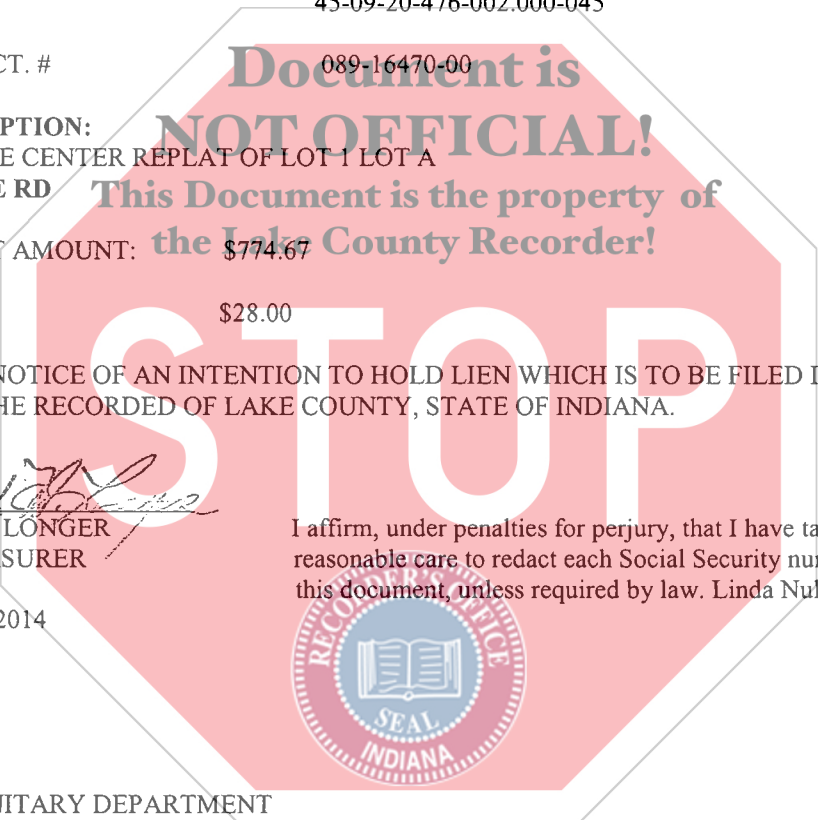 45-09-20-476-002.000-045
CT. # 089-16470-00
Document is
PTION:
NOT OFFICIAL!
E CENTER REPLAT OF LOT 1 LOT A
E RD
This Document is the property of
T AMOUNT: $774.67
the Lake County Recorder!
$28.00
STOP
NOTICE OF AN INTENTION TO HOLD LIEN WHICH IS TO BE FILED I
HE RECORDED OF LAKE COUNTY, STATE OF INDIANA.
LONGER
SURER
I affirm, under penalties for perjury, that I have ta
reasonable care to redact each Social Security nu
this document, unless required by law. Linda Nul
2014
RECORDER'S OFFICE
SEAL
INDIANA
NITARY DEPARTMENT